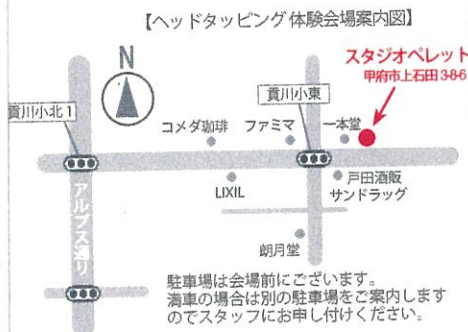 【ヘッドタッピング 体験会場案内図】
スタジオペレット
甲府市上石田 3-8-6
N
貢川小北1
貢川小東
コメダ珈琲
ファミマ
一本堂
LIXIL
戸田酒販
サンドラッグ
アルプス通り
朗月堂
駐車場は会場前にございます。
満車の場合は別の駐車場をご案内します
のでスタッフにお申し付けください。